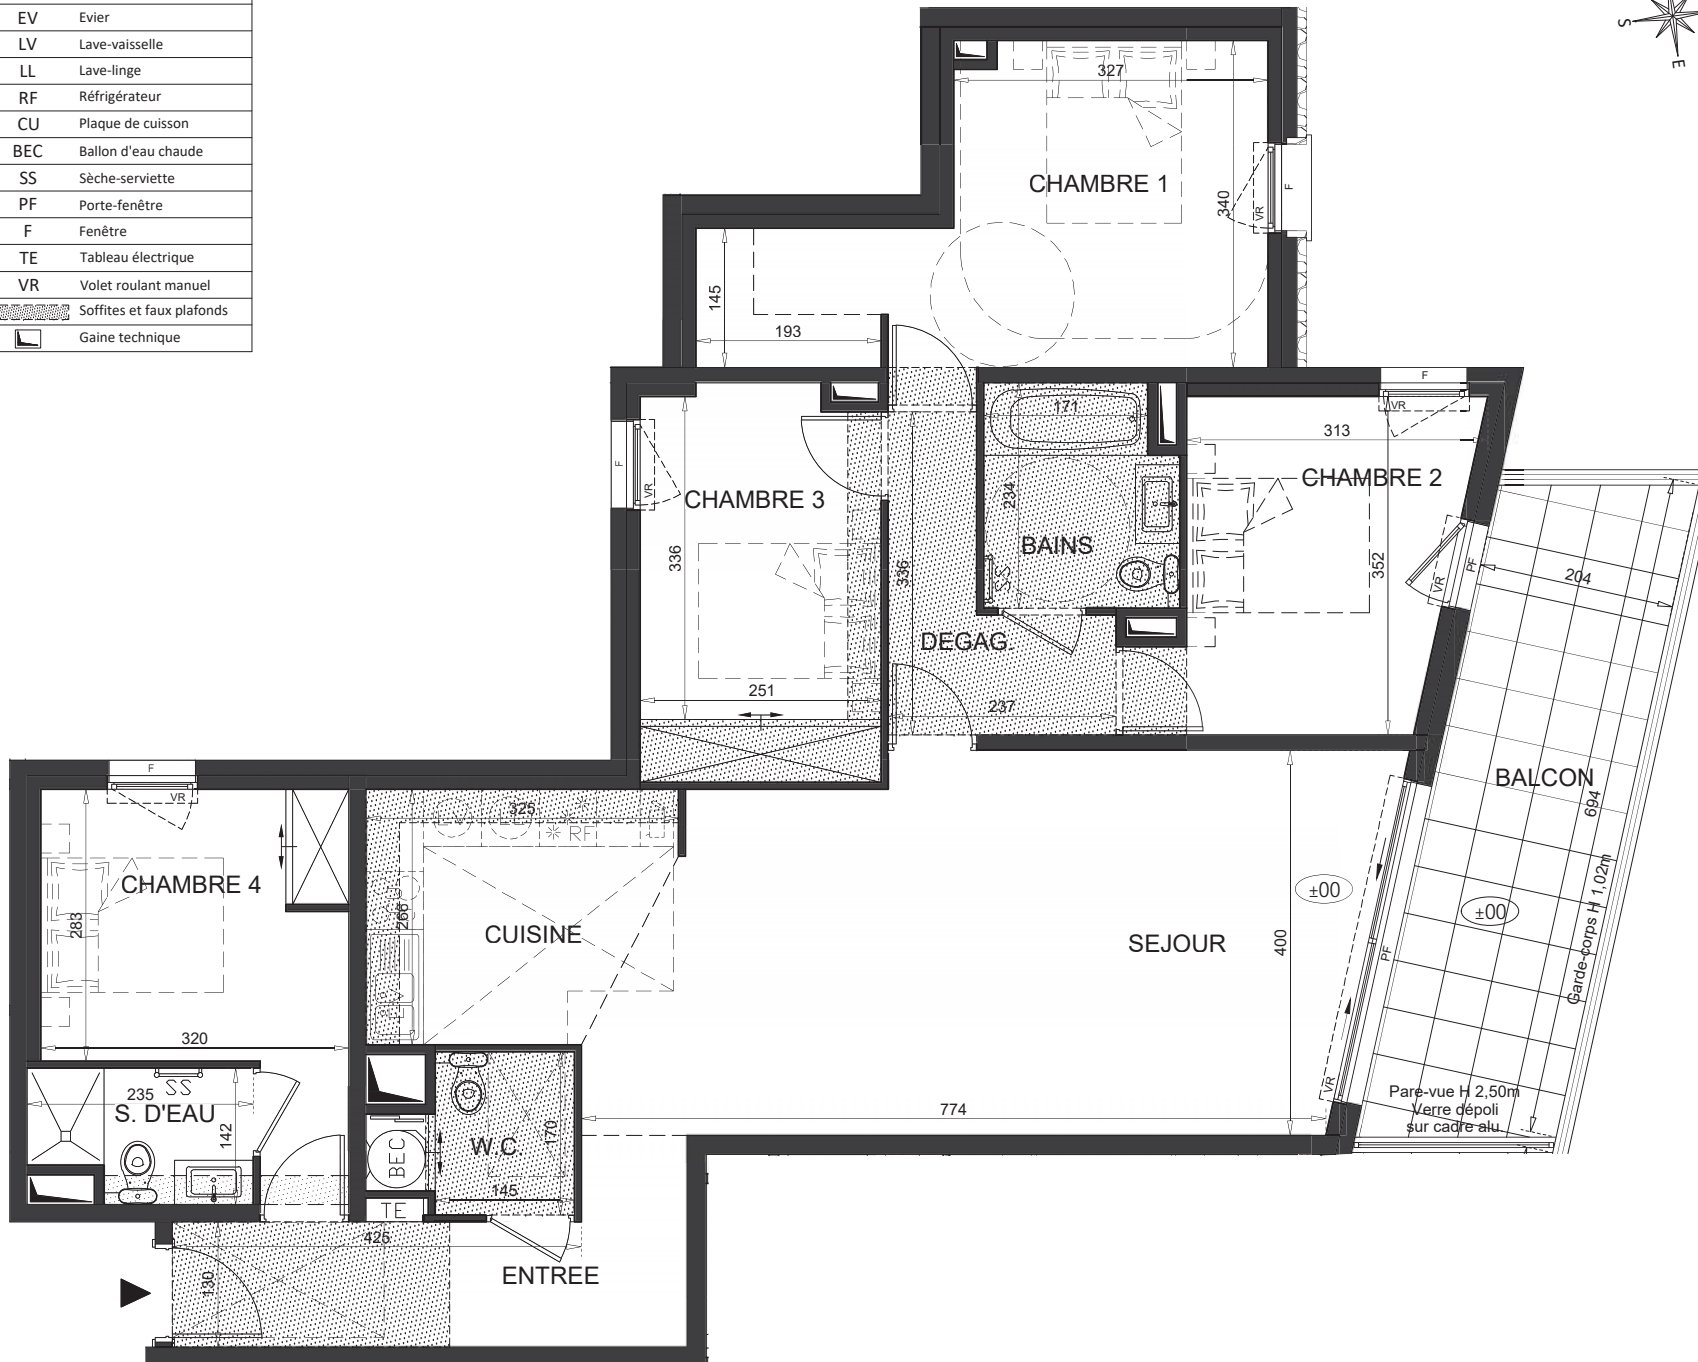 EV Evier
LV Lave-vaisselle
LL Lave-linge
RF Réfrigérateur
CU Plaque de cuisson
BEC Ballon d'eau chaude
SS Sèche-serviette
PF Porte-fenêtre
F Fenêtre
TE Tableau électrique
VR Volet roulant manuel
Soffites et faux plafonds
Gaine technique
S
E
327
CHAMBRE 1
340
F
VR
145
193
F
VR
171
313
CHAMBRE 2
F
VR
CHAMBRE 3
234
BAINS
SS
336
336
352
VR
PF
204
DEGAG.
251
237
BALCON
694
F
VR
325
RF
CHAMBRE 4
283
266
CUISINE
SEJOUR
400
±00
±00
PF
Garde-corps H 1,02m
320
SS
235
S. D'EAU
142
BEC
W.C.
170
145
774
VR
Pare-vue H 2,50m
Verre dépoli
sur cadre alu.
TE
425
130
ENTREE